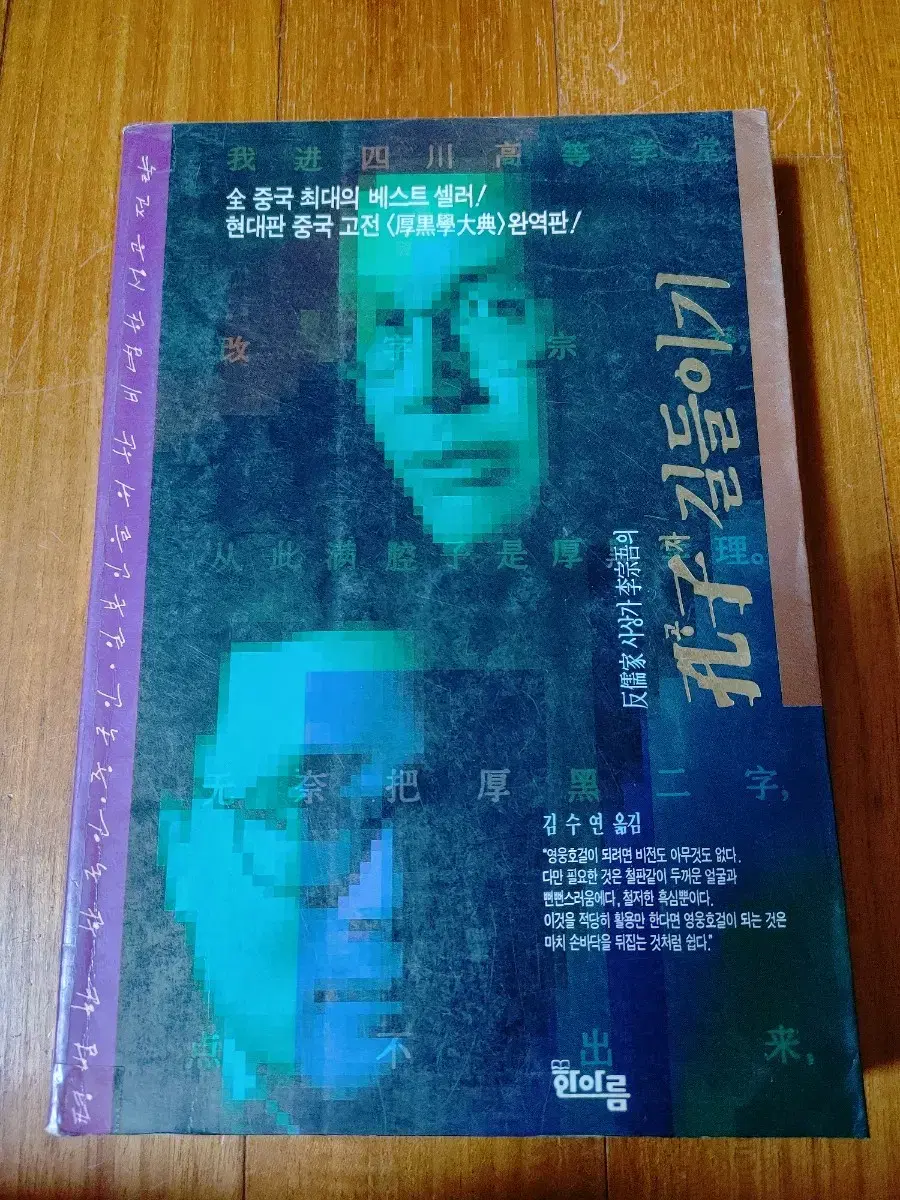 我进四川高等学堂
全 중국 최대의 베스트 셀러!
현대판 중국 고전 〈厚黒學大典〉 완역판!
改 字 宗
孔子 길들이기
공 자
反儒家 사상가 李宗吾의
从此满腔子是厚 理。
无奈把厚黑二字,
김 수 연 옮김
"영웅호걸이 되려면 비전도 아무것도 없다.
다만 필요한 것은 철판같이 두꺼운 얼굴과
뻔뻔스러움에다, 철저한 흑심뿐이다.
이것을 적당히 활용만 한다면 영웅호걸이 되는 것은
마치 손바닥을 뒤집는 것처럼 쉽다."
点不出来,
한아름